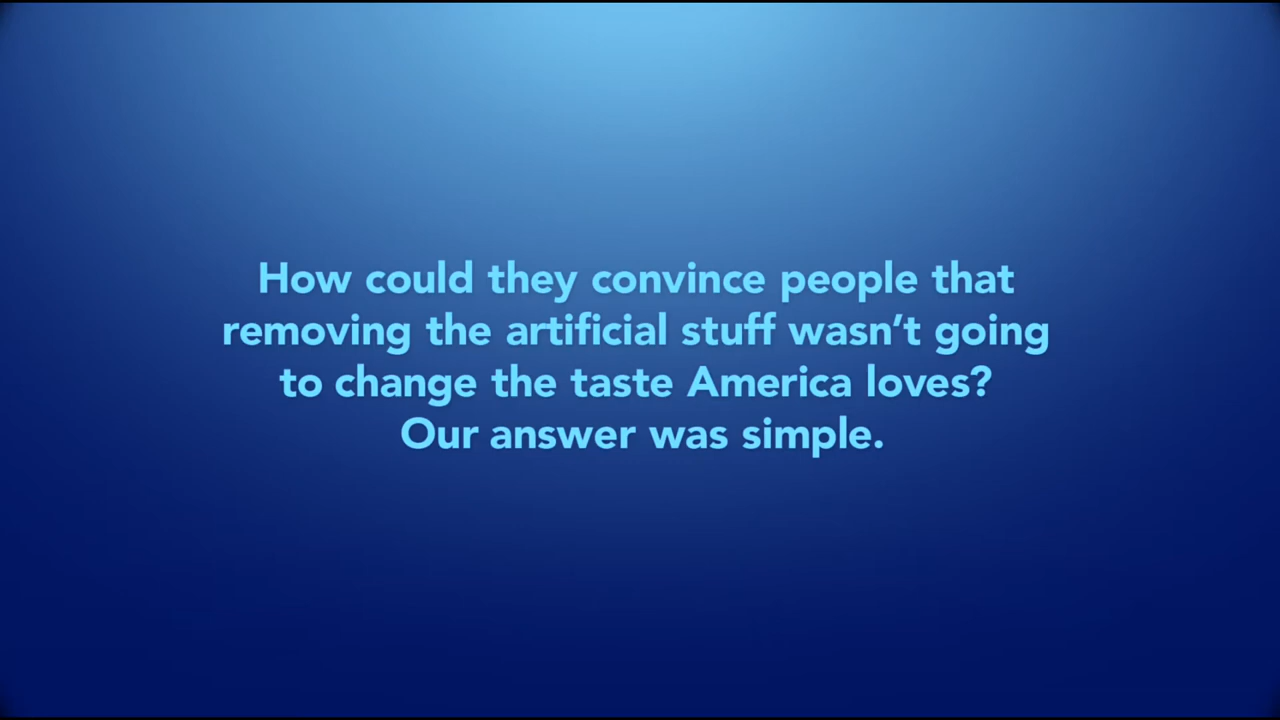 How could they convince people that
removing the artificial stuff wasn’t going
to change the taste America loves?
Our answer was simple.